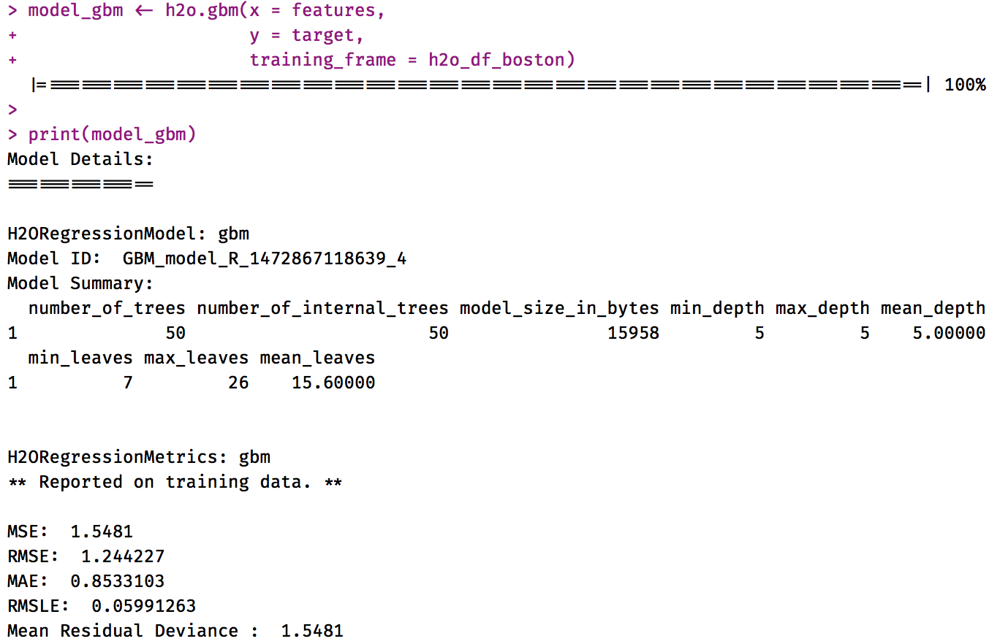 > model_gbm <- h2o.gbm(x = features,
+                      y = target,
+                      training_frame = h2o_df_boston)
  |==================================================================================| 100%
>
> print(model_gbm)
Model Details:
==============

H2ORegressionModel: gbm
Model ID:  GBM_model_R_1472867118639_4
Model Summary:
  number_of_trees number_of_internal_trees model_size_in_bytes min_depth max_depth mean_depth
1              50                       50               15958         5         5    5.00000
  min_leaves max_leaves mean_leaves
1          7         26    15.60000


H2ORegressionMetrics: gbm
** Reported on training data. **

MSE:  1.5481
RMSE:  1.244227
MAE:  0.8533103
RMSLE:  0.05991263
Mean Residual Deviance :  1.5481